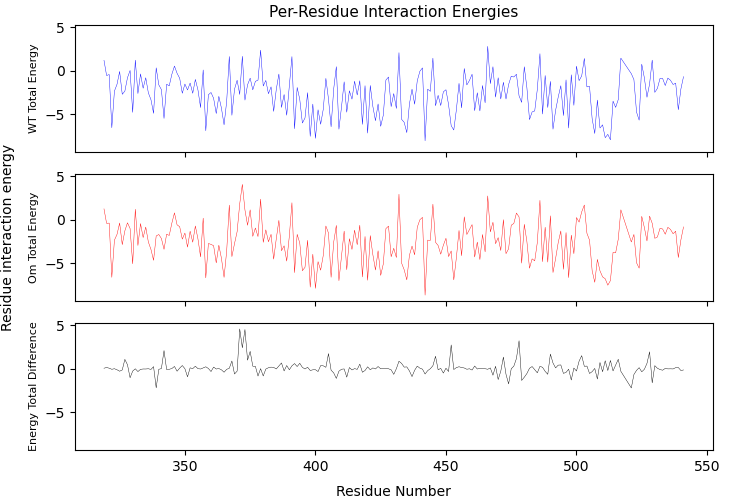 Per-Residue Interaction Energies
Residue interaction energy
WT Total Energy
5
0
−5
Om Total Energy
5
0
−5
Energy Total Difference
5
0
−5
350
400
450
500
550
Residue Number